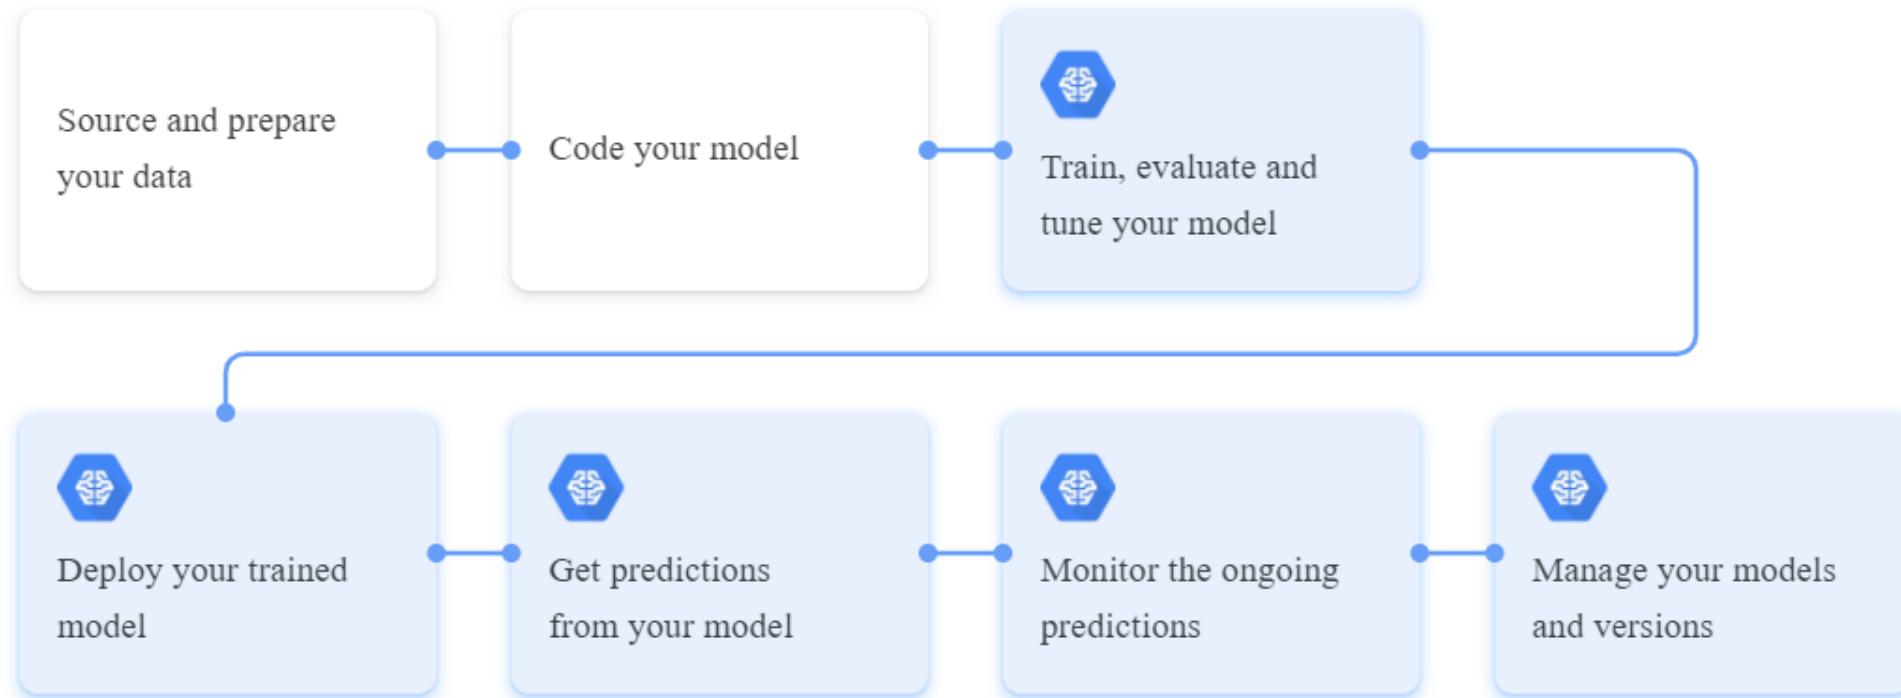 Source and prepare
your data
Code your model
Train, evaluate and
tune your model
Deploy your trained
model
Get predictions
from your model
Monitor the ongoing
predictions
Manage your models
and versions